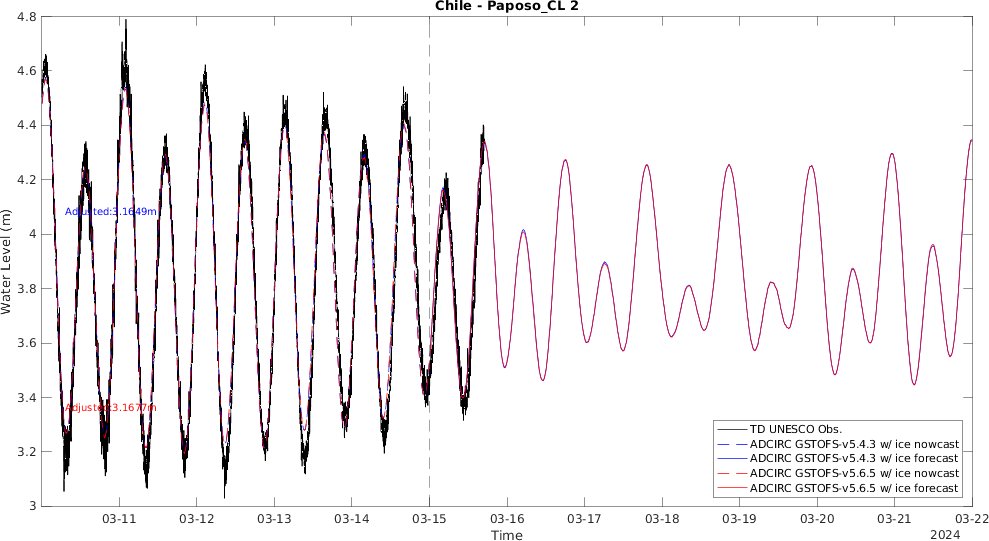 Chile - Paposo_CL 2
4.8
4.6
4.4
4.2
4
3.8
3.6
3.4
3.2
3
Water Level (m)
Adjusted:3.1649m
Adjusted:3.1677m
TD UNESCO Obs.
ADCIRC GSTOFS-v5.4.3 w/ ice nowcast
ADCIRC GSTOFS-v5.4.3 w/ ice forecast
ADCIRC GSTOFS-v5.6.5 w/ ice nowcast
ADCIRC GSTOFS-v5.6.5 w/ ice forecast
03-11 03-12 03-13 03-14 03-15 03-16 03-17 03-18 03-19 03-20 03-21 03-22
Time
2024